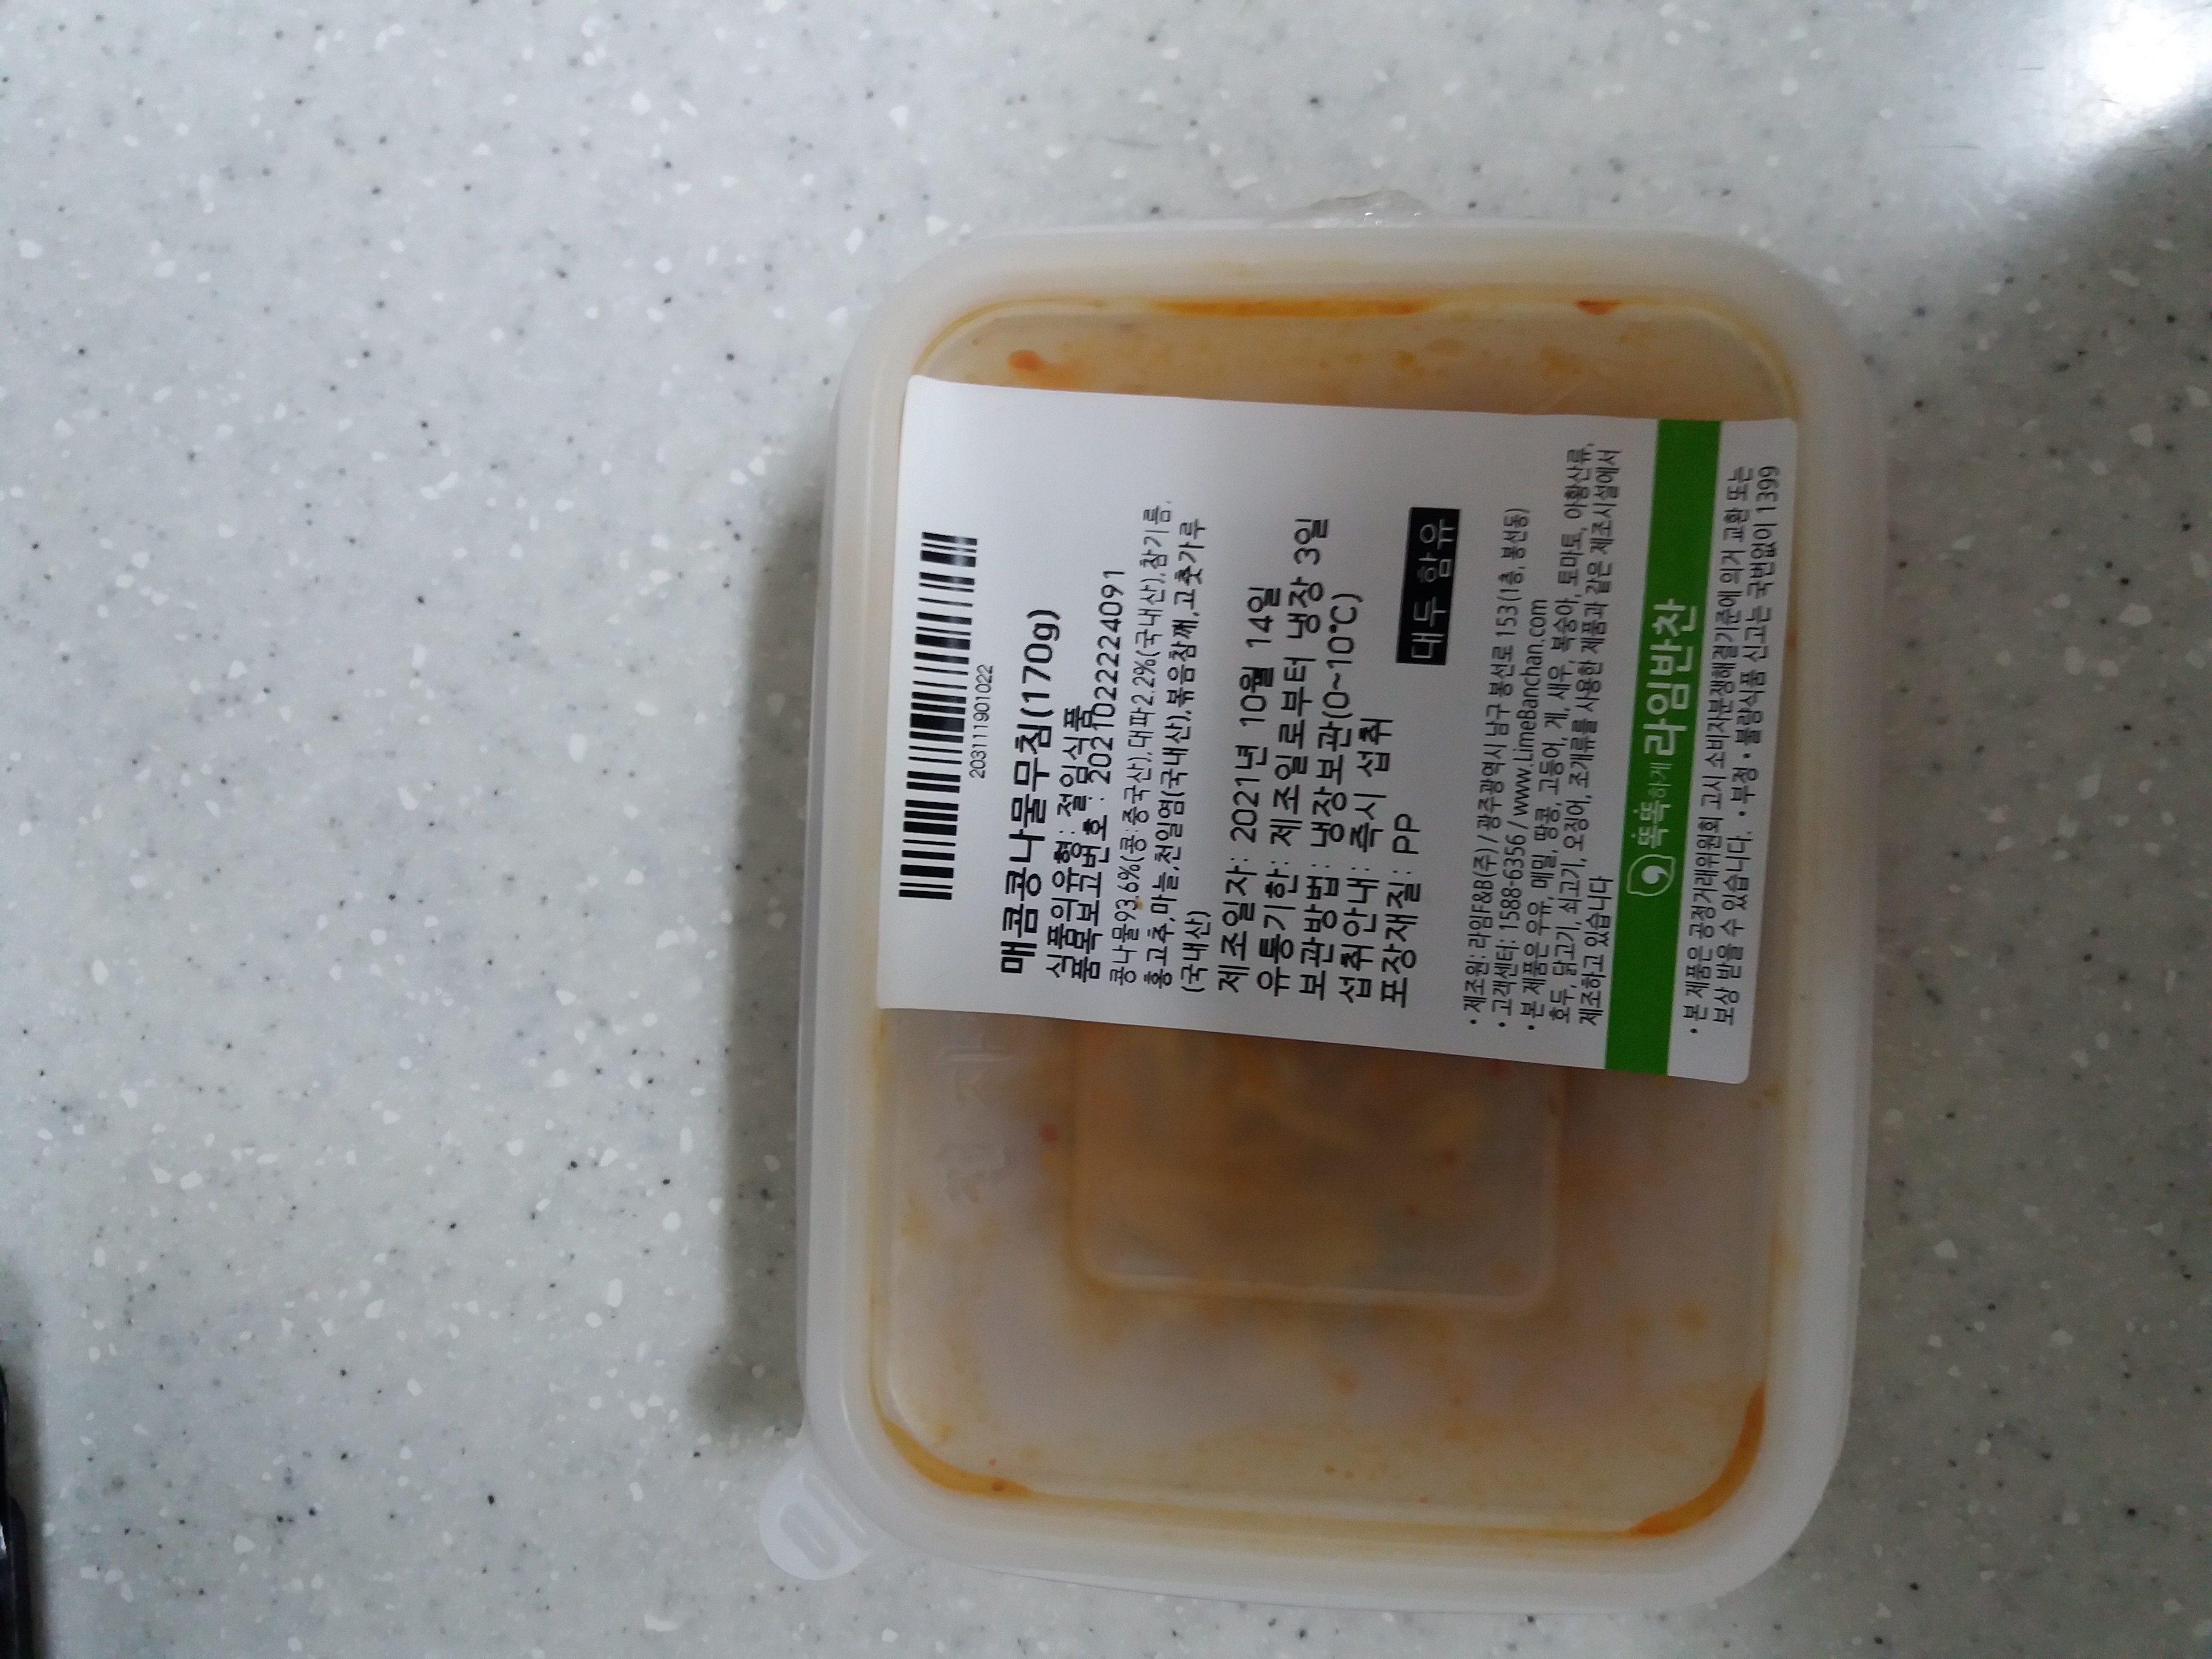 203111901022
매콤콩나물무침(170g)
식품의유형: 절임식품
품목보고번호: 20210222224091
콩나물93.6%(콩:중국산),대파2.2%(국내산),참기름,
홍고추,마늘,천일염(국내산),볶음참깨,고춧가루
(국내산)
제조일자: 2021년 10월 14일
유통기한: 제조일로부터 냉장 3일
보관방법: 냉장보관(0~10℃)
섭취안내: 즉시 섭취
포장재질: PP
대두 함유
• 제조원: 라임F&B(주) / 광주광역시 남구 봉선로 153(1층, 봉선동)
• 고객센터: 1588-6356 / www.LimeBanchan.com
• 본 제품은 우유, 메밀, 땅콩, 고등어, 게, 새우, 복숭아, 토마토, 아황산류,
호두, 닭고기, 쇠고기, 오징어, 조개류를 사용한 제품과 같은 제조시설에서
제조하고 있습니다
똑똑하게 라임반찬
• 본 제품은 공정거래위원회 고시 소비자분쟁해결기준에 의거 교환 또는
보상 받을 수 있습니다. • 부정 • 불량식품 신고는 국번없이 1399